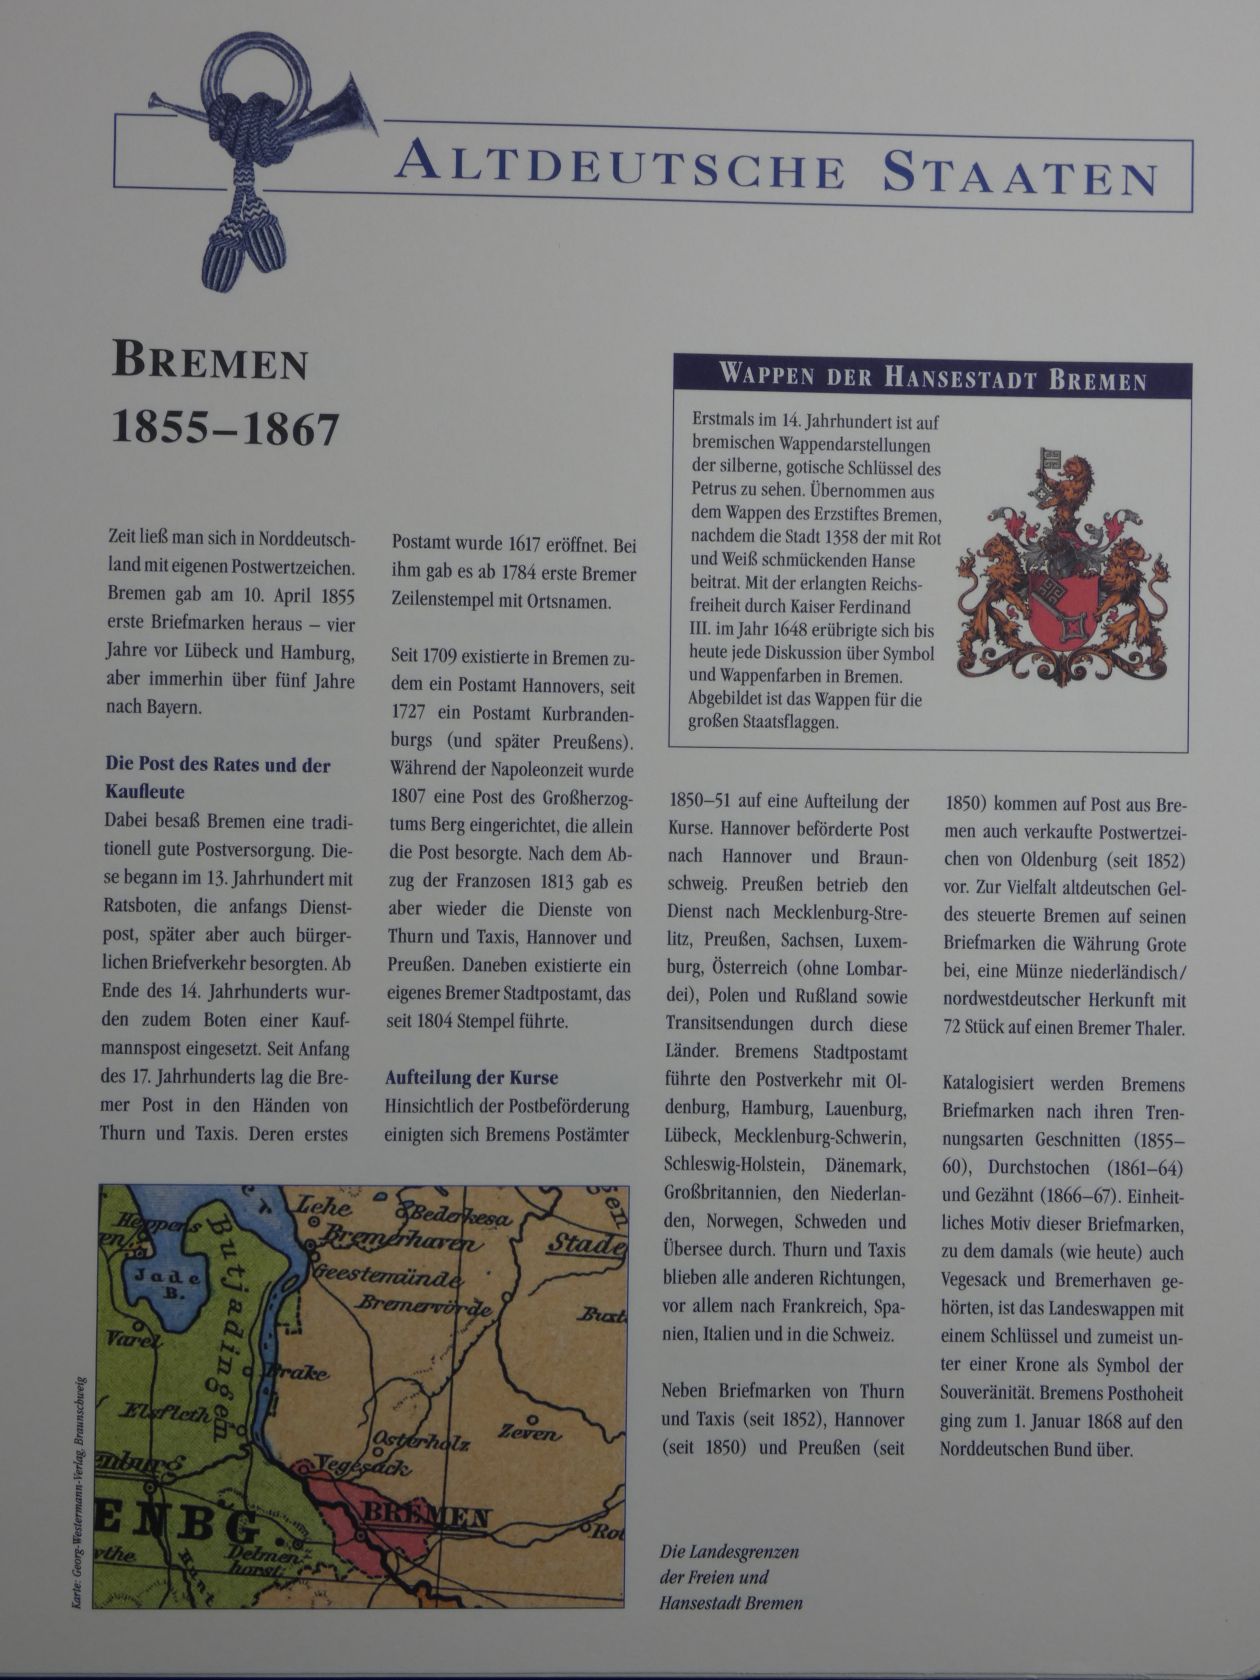 ALTDEUTSCHE STAATEN
BREMEN
1855–1867
Zeit ließ man sich in Norddeutsch-
land mit eigenen Postwertzeichen.
Bremen gab am 10. April 1855
erste Briefmarken heraus – vier
Jahre vor Lübeck und Hamburg,
aber immerhin über fünf Jahre
nach Bayern.
Die Post des Rates und der
Kaufleute
Dabei besaß Bremen eine tradi-
tionell gute Postversorgung. Die-
se begann im 13. Jahrhundert mit
Ratsboten, die anfangs Dienst-
post, später aber auch bürger-
lichen Briefverkehr besorgten. Ab
Ende des 14. Jahrhunderts wur-
den zudem Boten einer Kauf-
mannspost eingesetzt. Seit Anfang
des 17. Jahrhunderts lag die Bre-
mer Post in den Händen von
Thurn und Taxis. Deren erstes
Postamt wurde 1617 eröffnet. Bei
ihm gab es ab 1784 erste Bremer
Zeilenstempel mit Ortsnamen.
Seit 1709 existierte in Bremen zu-
dem ein Postamt Hannovers, seit
1727 ein Postamt Kurbranden-
burgs (und später Preußens).
Während der Napoleonzeit wurde
1807 eine Post des Großherzog-
tums Berg eingerichtet, die allein
die Post besorgte. Nach dem Ab-
zug der Franzosen 1813 gab es
aber wieder die Dienste von
Thurn und Taxis, Hannover und
Preußen. Daneben existierte ein
eigenes Bremer Stadtpostamt, das
seit 1804 Stempel führte.
Aufteilung der Kurse
Hinsichtlich der Postbeförderung
einigten sich Bremens Postämter
WAPPEN DER HANSESTADT BREMEN
Erstmals im 14. Jahrhundert ist auf
bremischen Wappendarstellungen
der silberne, gotische Schlüssel des
Petrus zu sehen. Übernommen aus
dem Wappen des Erzstiftes Bremen,
nachdem die Stadt 1358 der mit Rot
und Weiß schmückenden Hanse
beitrat. Mit der erlangten Reichs-
freiheit durch Kaiser Ferdinand
III. im Jahr 1648 erübrigte sich bis
heute jede Diskussion über Symbol
und Wappenfarben in Bremen.
Abgebildet ist das Wappen für die
großen Staatsflaggen.
1850–51 auf eine Aufteilung der
Kurse. Hannover beförderte Post
nach Hannover und Braun-
schweig. Preußen betrieb den
Dienst nach Mecklenburg-Stre-
litz, Preußen, Sachsen, Luxem-
burg, Österreich (ohne Lombar-
dei), Polen und Rußland sowie
Transitsendungen durch diese
Länder. Bremens Stadtpostamt
führte den Postverkehr mit Ol-
denburg, Hamburg, Lauenburg,
Lübeck, Mecklenburg-Schwerin,
Schleswig-Holstein, Dänemark,
Großbritannien, den Niederlan-
den, Norwegen, Schweden und
Übersee durch. Thurn und Taxis
blieben alle anderen Richtungen,
vor allem nach Frankreich, Spa-
nien, Italien und in die Schweiz.
Neben Briefmarken von Thurn
und Taxis (seit 1852), Hannover
(seit 1850) und Preußen (seit
1850) kommen auf Post aus Bre-
men auch verkaufte Postwertzei-
chen von Oldenburg (seit 1852)
vor. Zur Vielfalt altdeutschen Gel-
des steuerte Bremen auf seinen
Briefmarken die Währung Grote
bei, eine Münze niederländisch/
nordwestdeutscher Herkunft mit
72 Stück auf einen Bremer Thaler.
Katalogisiert werden Bremens
Briefmarken nach ihren Tren-
nungsarten Geschnitten (1855–
60), Durchstochen (1861–64)
und Gezähnt (1866–67). Einheit-
liches Motiv dieser Briefmarken,
zu dem damals (wie heute) auch
Vegesack und Bremerhaven ge-
hörten, ist das Landeswappen mit
einem Schlüssel und zumeist un-
ter einer Krone als Symbol der
Souveränität. Bremens Posthoheit
ging zum 1. Januar 1868 auf den
Norddeutschen Bund über.
Heppens
Jade
B.
Butjadingen
Lehe
Bederkesa
Bremerhaven
Stade
Geestemünde
Bremervörde
Buxt
Varel
Brake
Elsfleth
Osterholz
Zeven
Vegesack
nburg
BREMEN
ENBG
Rot
Delmen
horst
Hunt
Karte: Georg-Westermann-Verlag, Braunschweig
Die Landesgrenzen
der Freien und
Hansestadt Bremen